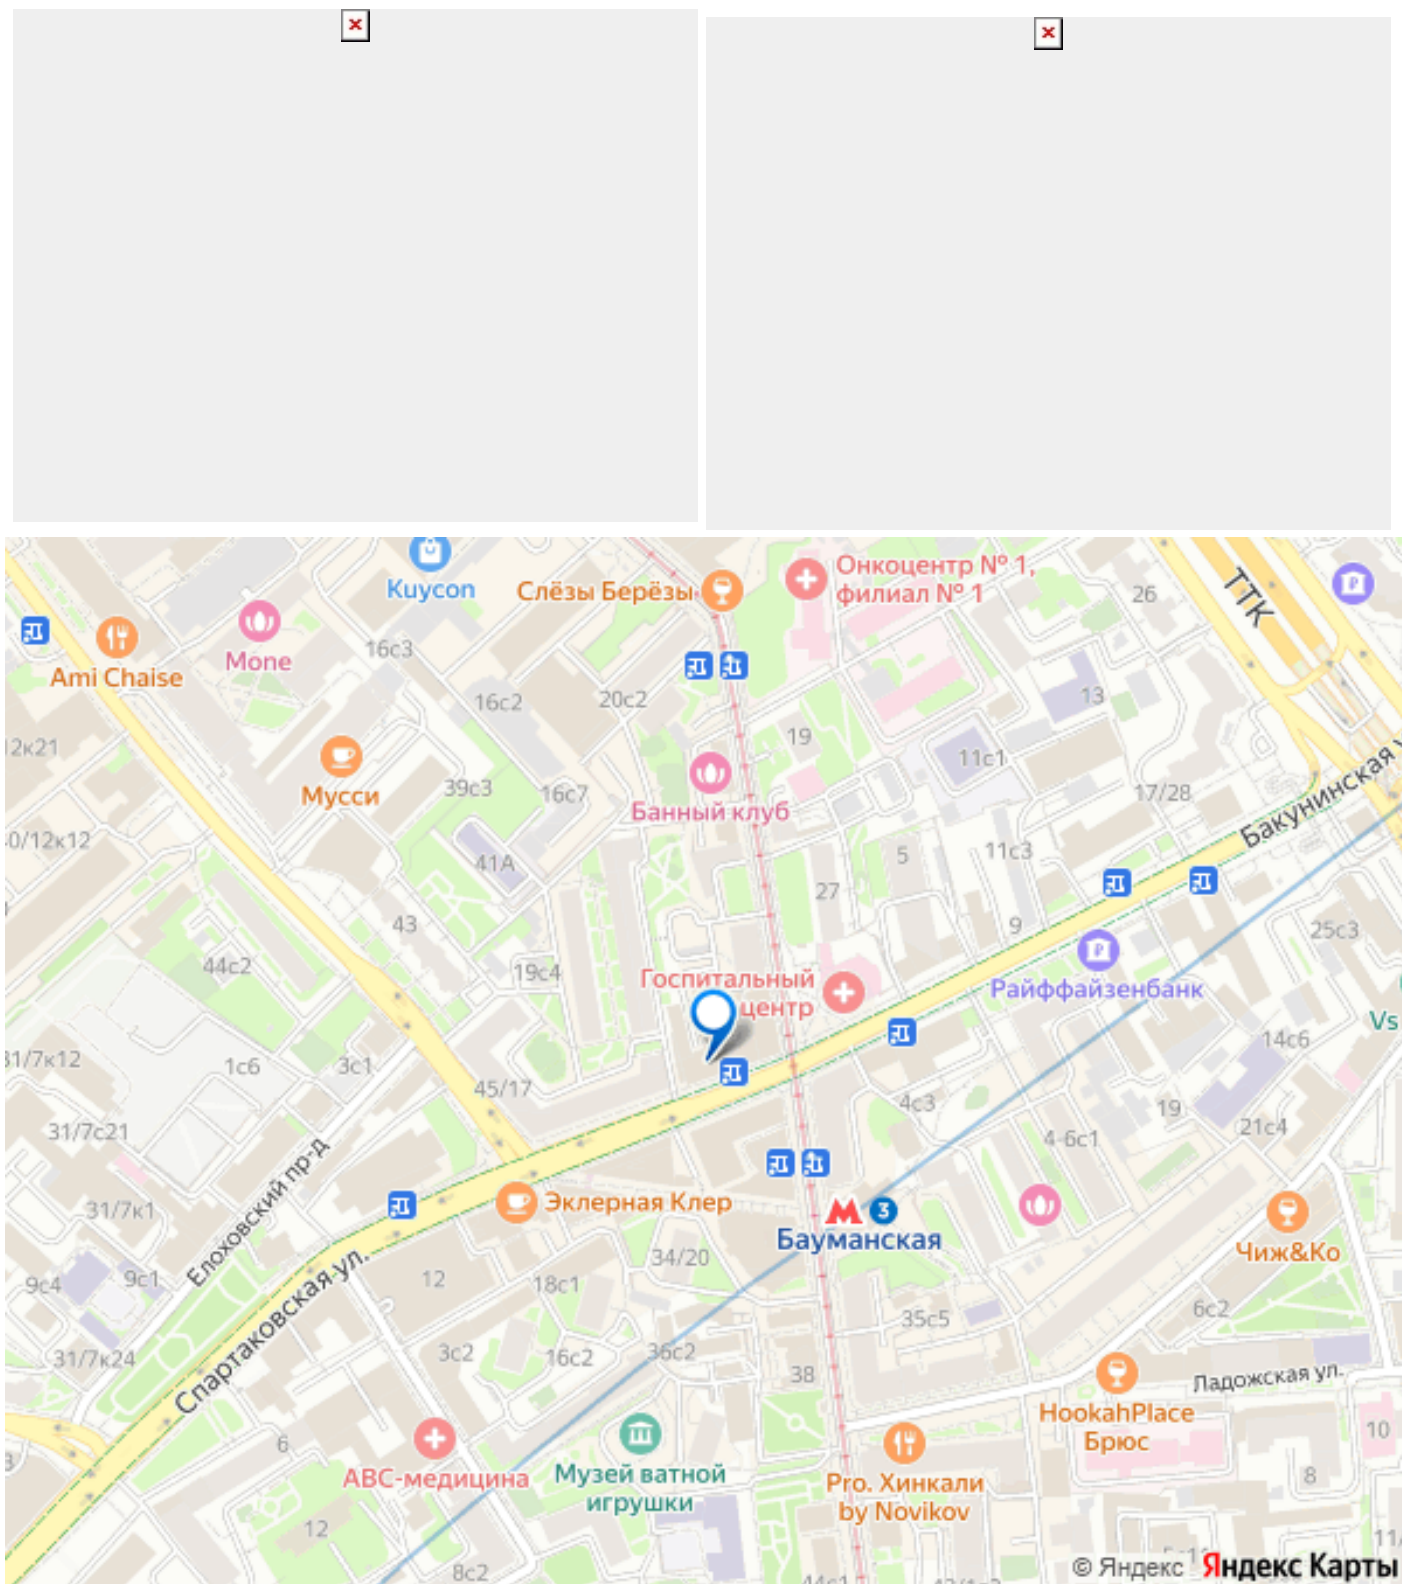 Kuycon
Слёзы Берёзы
Онкоцентр № 1,
филиал № 1
ТТК
26
Ami Chaise
Mone
16с3
16с2
20с2
13
19
11с1
2к21
Мусси
39с3
16с7
Банный клуб
17/28
Бакунинская
0/12к12
41А
5
11с3
27
43
9
25с3
44с2
19с4
Госпитальный
центр
Райффайзенбанк
Vs
31/7к12
1с6
3с1
45/17
14с6
4с3
19
31/7с21
4-6с1
21с4
Елоховский пр-д
31/7к1
Эклерная Клер
3
Бауманская
Чиж&Ко
34/20
9с4
9с1
12
18с1
Спартаковская ул.
6с2
35с5
31/7к24
3с2
16с2
36с2
38
Ладожская ул.
HookahPlace
Брюс
10
6
АВС-медицина
Музей ватной
игрушки
Pro. Хинкали
by Novikov
8
12
8с2
© Яндекс
Яндекс Карты